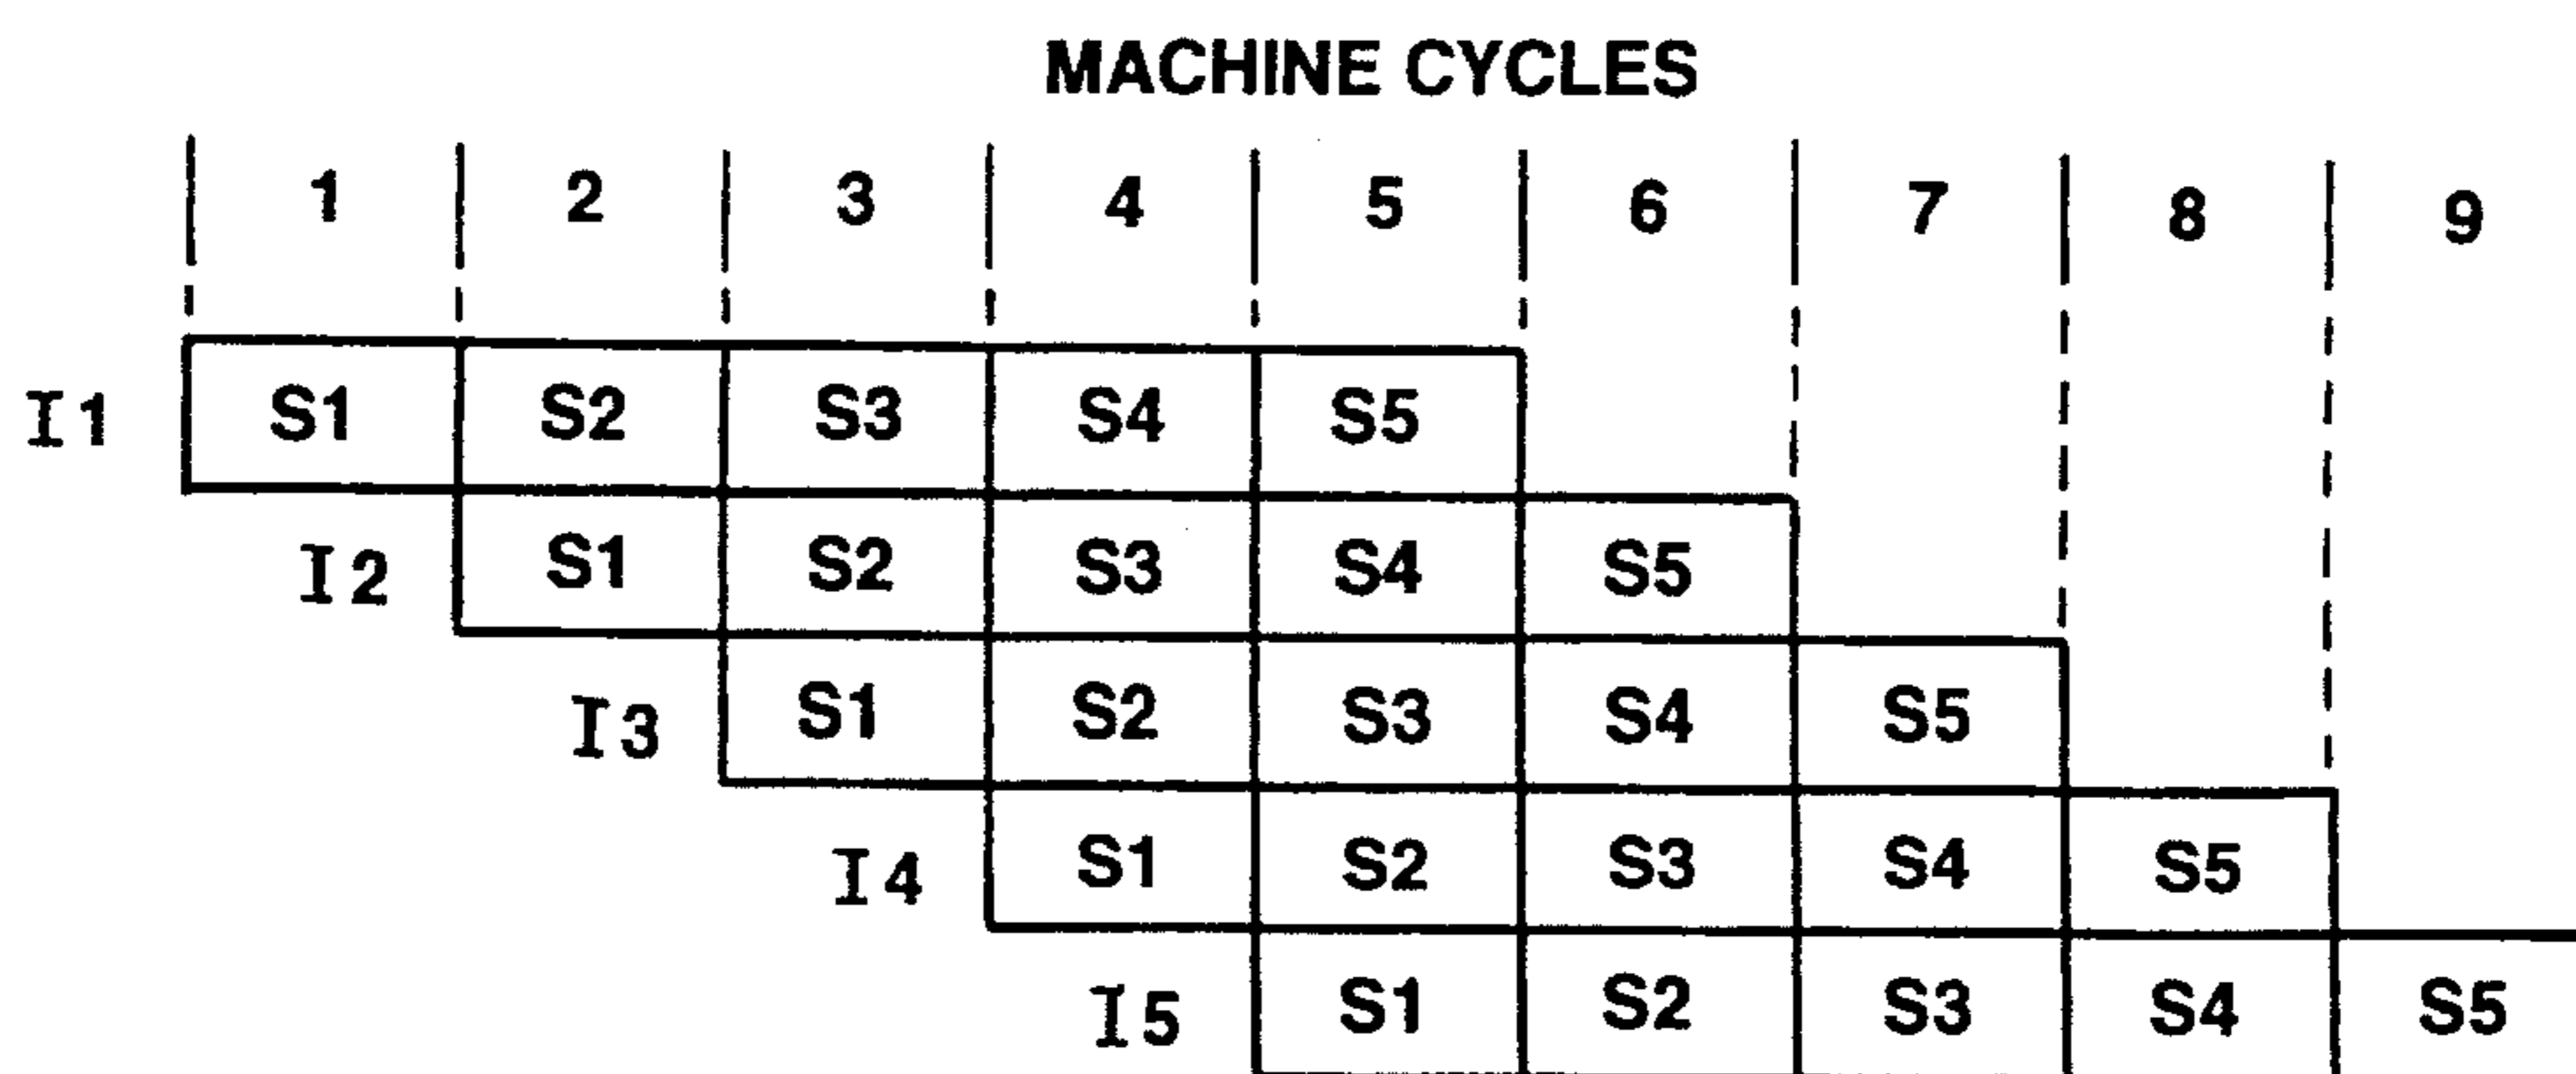 MACHINE CYCLES
1 2 3 4 5 6 7 8 9
I1 S1 S2 S3 S4 S5
I2 S1 S2 S3 S4 S5
I3 S1 S2 S3 S4 S5
I4 S1 S2 S3 S4 S5
I5 S1 S2 S3 S4 S5